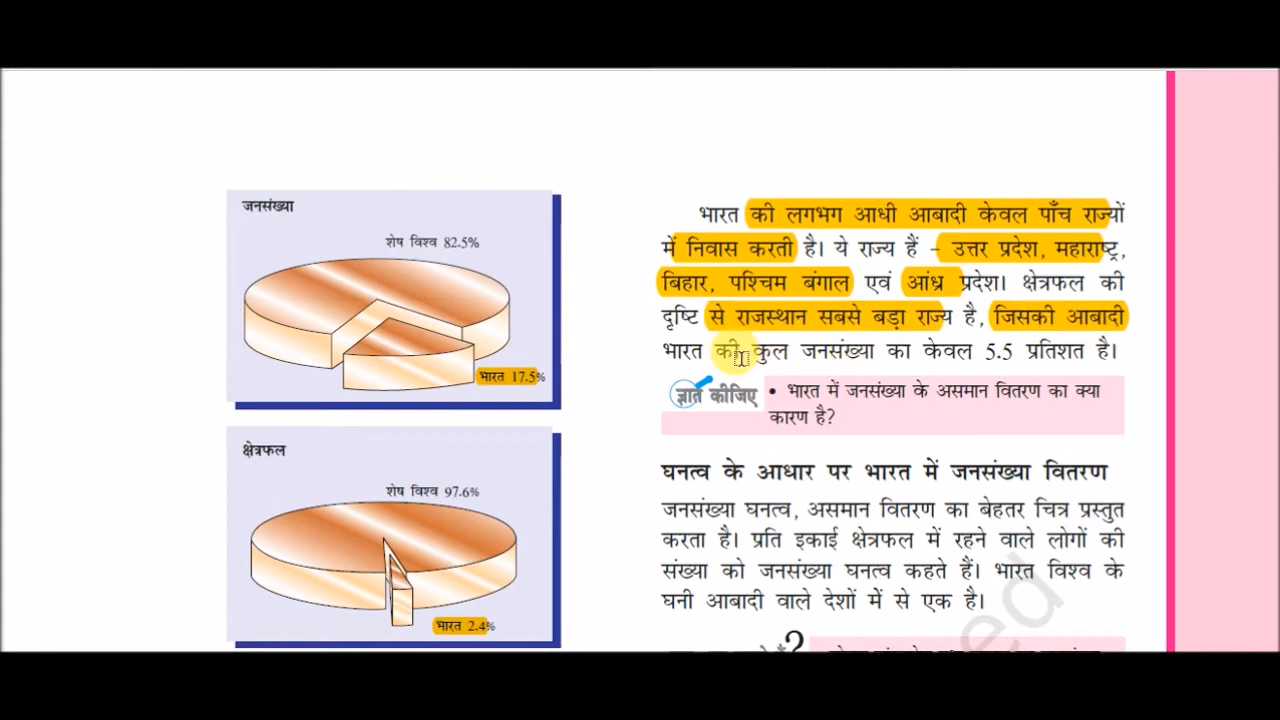 जनसंख्या
शेष विश्व 82.5%
भारत 17.5%
क्षेत्रफल
शेष विश्व 97.6%
भारत 2.4%
भारत की लगभग आधी आबादी केवल पाँच राज्यों
में निवास करती है। ये राज्य हैं – उत्तर प्रदेश, महाराष्ट्र,
बिहार, पश्चिम बंगाल एवं आंध्र प्रदेश। क्षेत्रफल की
दृष्टि से राजस्थान सबसे बड़ा राज्य है, जिसकी आबादी
भारत की कुल जनसंख्या का केवल 5.5 प्रतिशत है।
ज्ञात कीजिए • भारत में जनसंख्या के असमान वितरण का क्या
कारण है?
घनत्व के आधार पर भारत में जनसंख्या वितरण
जनसंख्या घनत्व, असमान वितरण का बेहतर चित्र प्रस्तुत
करता है। प्रति इकाई क्षेत्रफल में रहने वाले लोगों की
संख्या को जनसंख्या घनत्व कहते हैं। भारत विश्व के
घनी आबादी वाले देशों में से एक है।
?